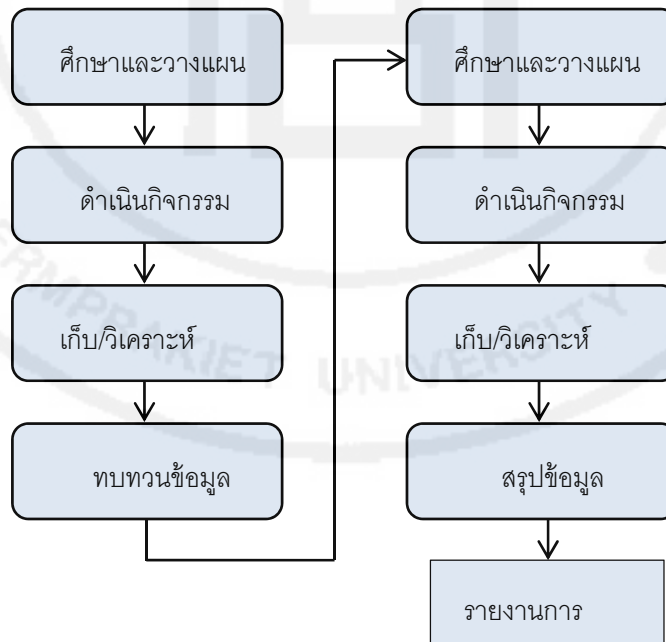 ศึกษาและวางแผน
ดำเนินกิจกรรม
เก็บ/วิเคราะห์
ทบทวนข้อมูล
ศึกษาและวางแผน
ดำเนินกิจกรรม
เก็บ/วิเคราะห์
สรุปข้อมูล
รายงานการ
ERMPRAKIET UNIVERSITY